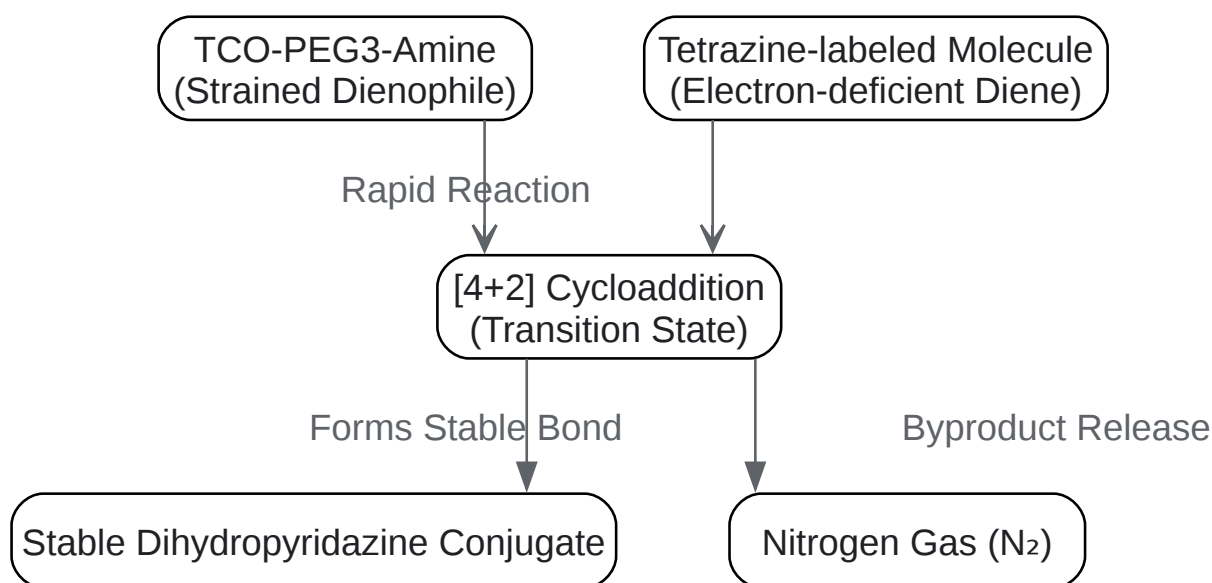 TCO-PEG3-Amine
(Strained Dienophile)
Tetrazine-labeled Molecule
(Electron-deficient Diene)
Rapid Reaction
[4+2] Cycloaddition
(Transition State)
Forms Stable Bond
Byproduct Release
Stable Dihydropyridazine Conjugate
Nitrogen Gas (N₂)